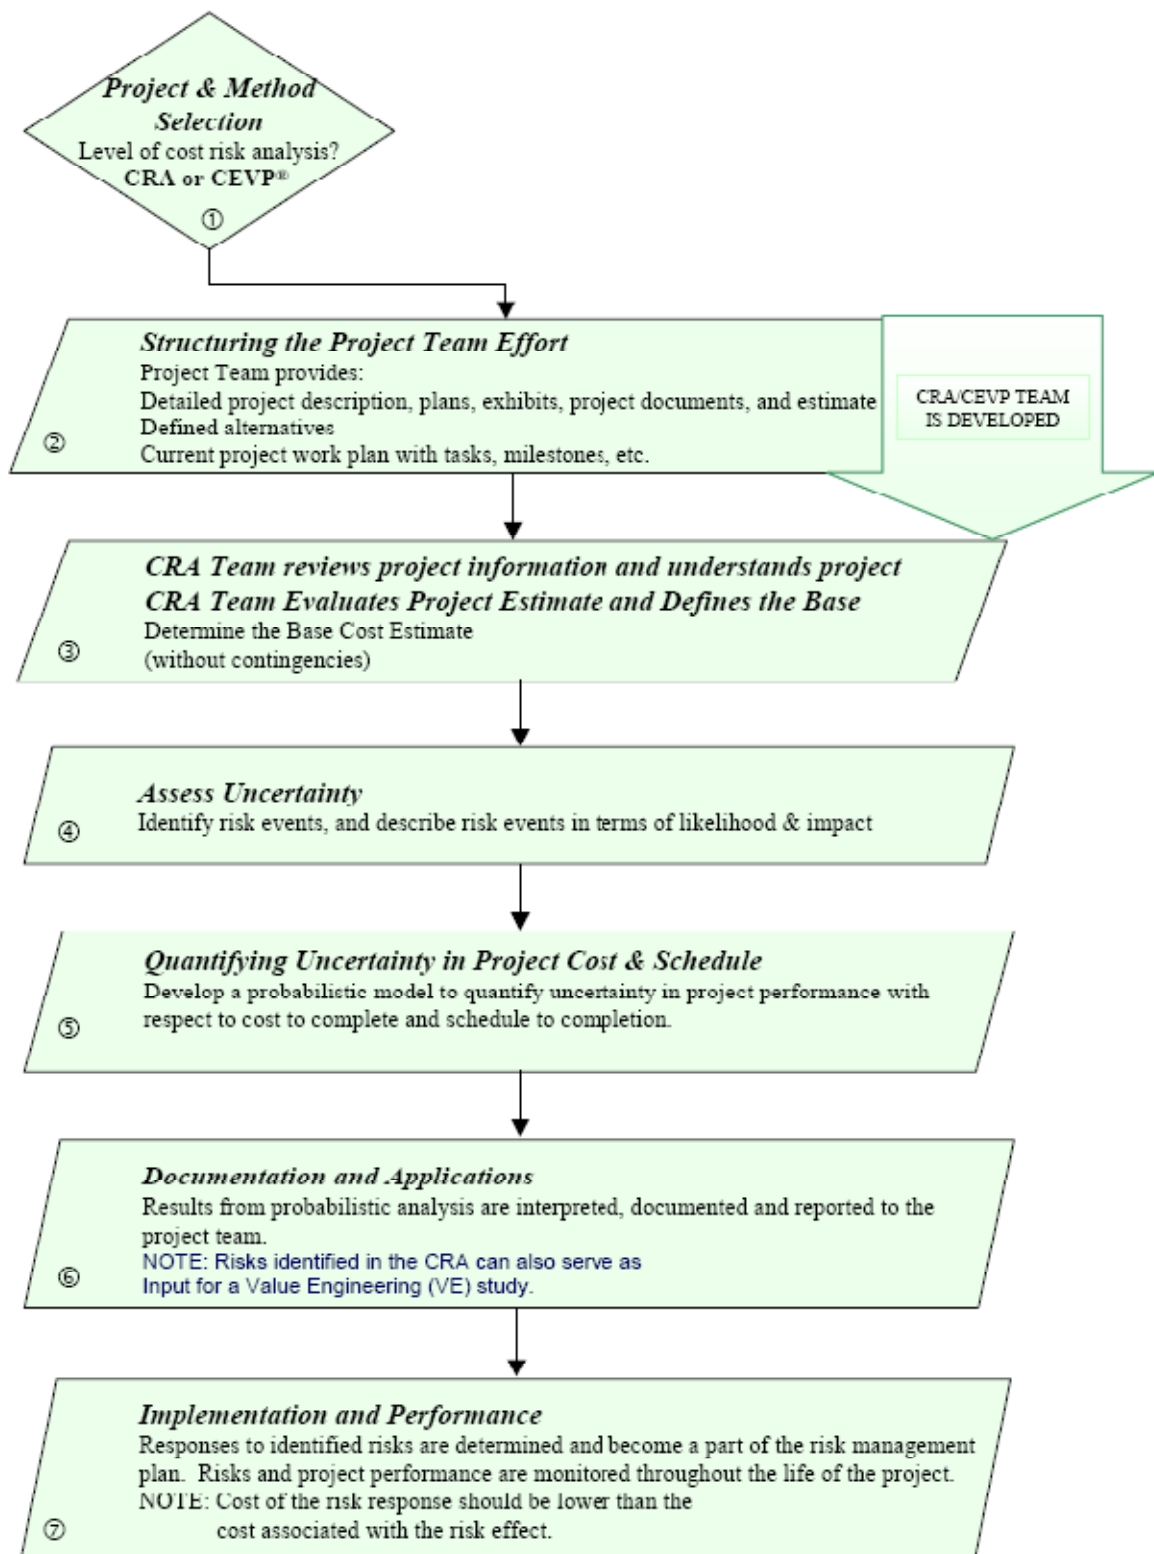 Project & Method
Selection
Level of cost risk analysis?
CRA or CEVP®
①
Structuring the Project Team Effort
Project Team provides:
Detailed project description, plans, exhibits, project documents, and estimate
Defined alternatives
Current project work plan with tasks, milestones, etc.
②
CRA/CEVP TEAM
IS DEVELOPED
CRA Team reviews project information and understands project
CRA Team Evaluates Project Estimate and Defines the Base
Determine the Base Cost Estimate
(without contingencies)
③
Assess Uncertainty
Identify risk events, and describe risk events in terms of likelihood & impact
④
Quantifying Uncertainty in Project Cost & Schedule
Develop a probabilistic model to quantify uncertainty in project performance with
respect to cost to complete and schedule to completion.
⑤
Documentation and Applications
Results from probabilistic analysis are interpreted, documented and reported to the
project team.
NOTE: Risks identified in the CRA can also serve as
Input for a Value Engineering (VE) study.
⑥
Implementation and Performance
Responses to identified risks are determined and become a part of the risk management
plan. Risks and project performance are monitored throughout the life of the project.
NOTE: Cost of the risk response should be lower than the
cost associated with the risk effect.
⑦